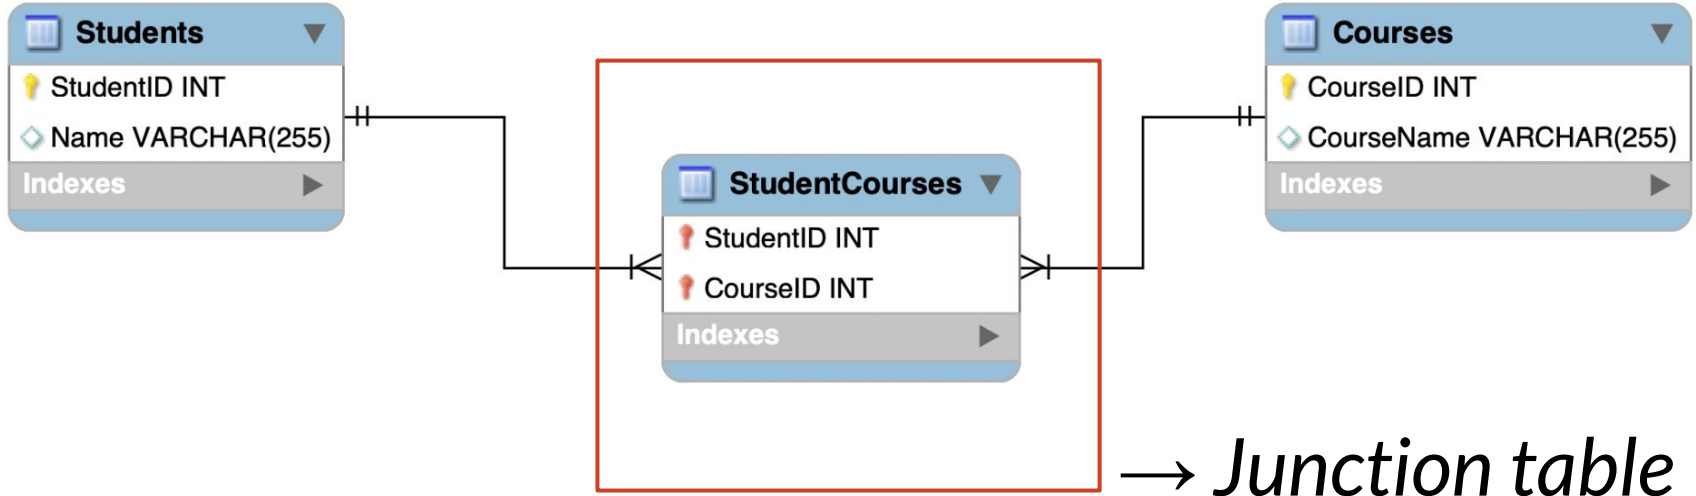 Students
StudentID INT
Name VARCHAR(255)
Indexes
StudentCourses
StudentID INT
CourseID INT
Indexes
Courses
CourseID INT
CourseName VARCHAR(255)
Indexes
→ Junction table